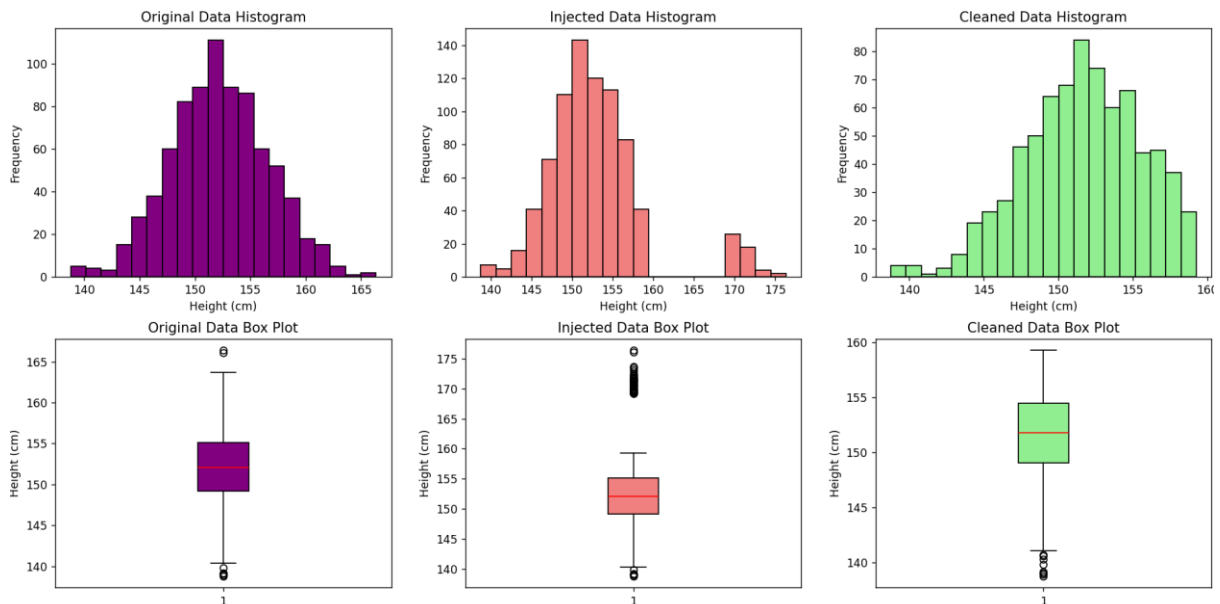 Original Data Histogram
Frequency
100
80
60
40
20
0
140 145 150 155 160 165
Height (cm)
Injected Data Histogram
Frequency
140
120
100
80
60
40
20
0
140 145 150 155 160 165 170 175
Height (cm)
Cleaned Data Histogram
Frequency
80
70
60
50
40
30
20
10
0
140 145 150 155 160
Height (cm)
Original Data Box Plot
Height (cm)
165
160
155
150
145
140
1
Injected Data Box Plot
Height (cm)
175
170
165
160
155
150
145
140
1
Cleaned Data Box Plot
Height (cm)
160
155
150
145
140
1